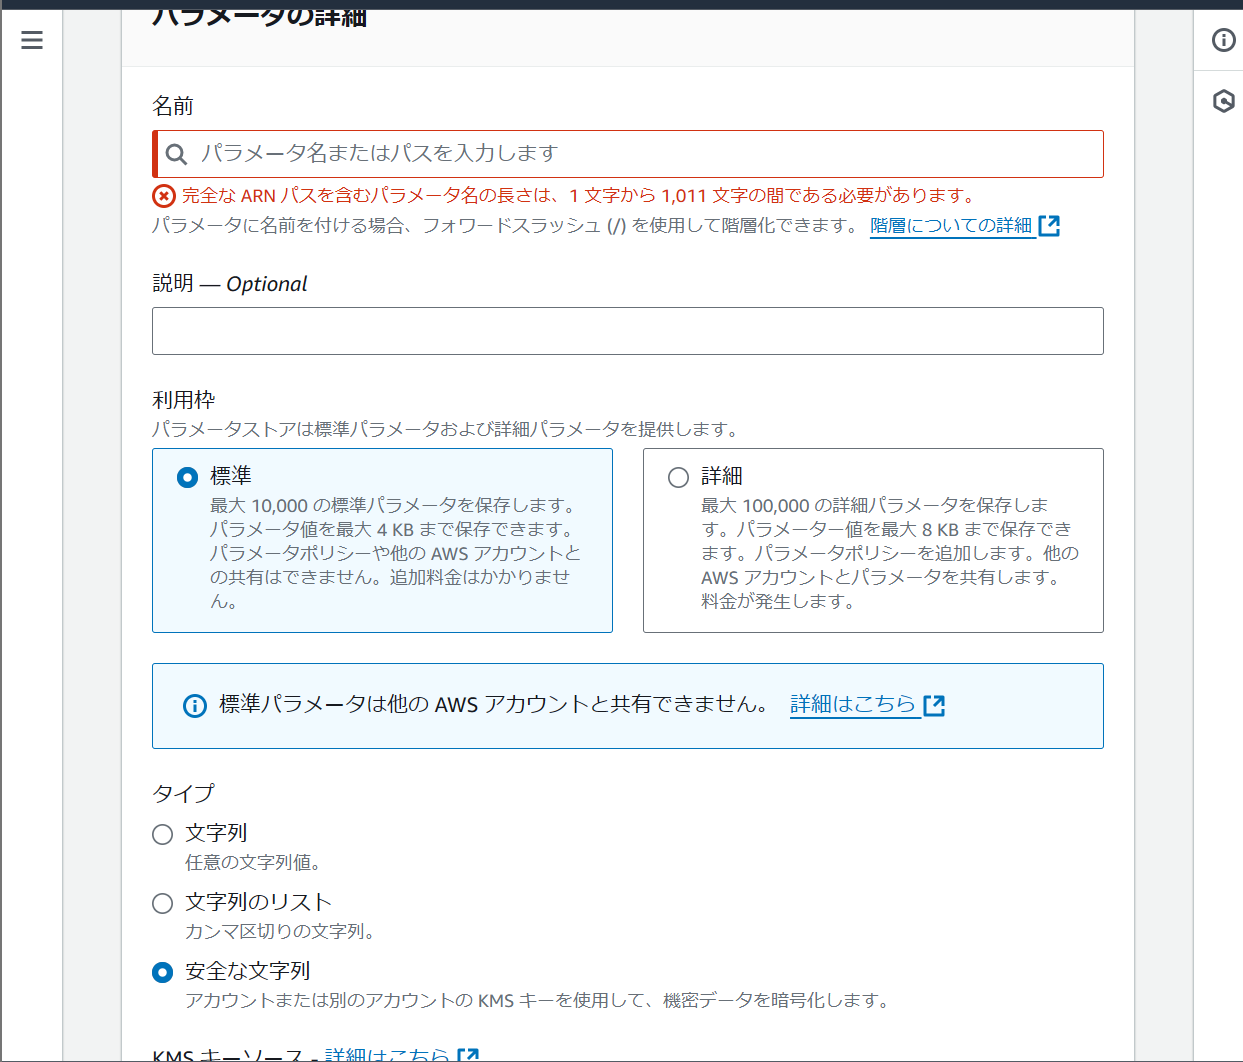 パラメータの詳細
名前
パラメータ名またはパスを入力します
完全な ARN パスを含むパラメータ名の長さは、1 文字から 1,011 文字の間である必要があります。
パラメータに名前を付ける場合、フォワードスラッシュ (/) を使用して階層化できます。 階層についての詳細
説明 — Optional
利用枠
パラメータストアは標準パラメータおよび詳細パラメータを提供します。
標準
最大 10,000 の標準パラメータを保存します。
パラメータ値を最大 4 KB まで保存できます。
パラメータポリシーや他の AWS アカウントと
の共有はできません。追加料金はかかりませ
ん。
詳細
最大 100,000 の詳細パラメータを保存しま
す。パラメーター値を最大 8 KB まで保存でき
ます。パラメータポリシーを追加します。他の
AWS アカウントとパラメータを共有します。
料金が発生します。
標準パラメータは他の AWS アカウントと共有できません。 詳細はこちら
タイプ
文字列
任意の文字列値。
文字列のリスト
カンマ区切りの文字列。
安全な文字列
アカウントまたは別のアカウントの KMS キーを使用して、機密データを暗号化します。
KMS キーソース - 詳細はこちら